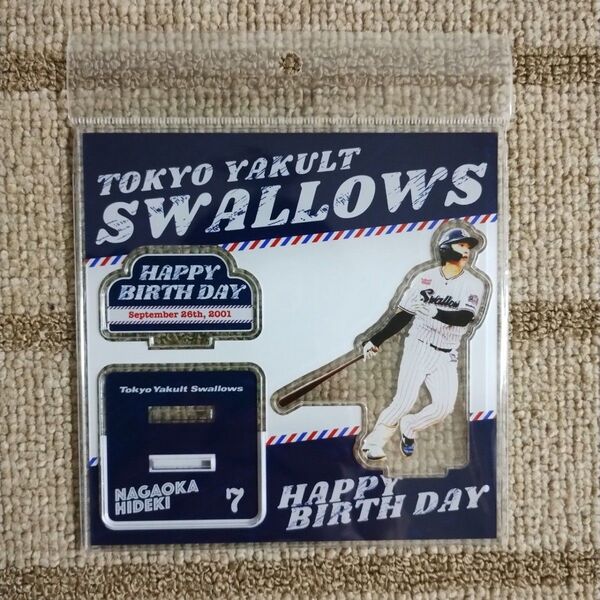 TOKYO YAKULT
SWALLOWS
HAPPY
BIRTH DAY
September 26th, 2001
Swallows
Tokyo Yakult Swallows
NAGAOKA
HIDEKI
7
HAPPY
BIRTH DAY